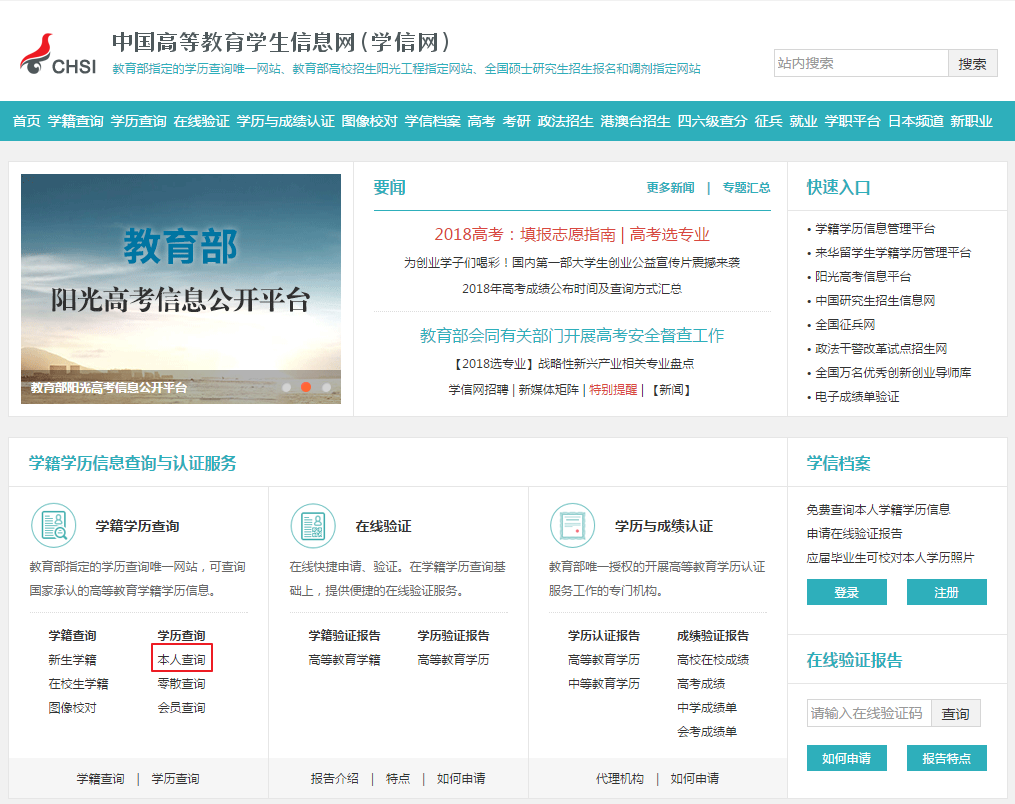 CHSI
中国高等教育学生信息网(学信网)
教育部指定的学历查询唯一网站、教育部高校招生阳光工程指定网站、全国硕士研究生招生报名和调剂指定网站
站内搜索 搜索
首页 学籍查询 学历查询 在线验证 学历与成绩认证 图像校对 学信档案 高考 考研 政法招生 港澳台招生 四六级查分 征兵 就业 学职平台 日本频道 新职业
教育部
阳光高考信息公开平台
教育部阳光高考信息公开平台
要闻 更多新闻 | 专题汇总
2018高考：填报志愿指南 | 高考选专业
为创业学子们喝彩！国内第一部大学生创业公益宣传片震撼来袭
2018年高考成绩公布时间及查询方式汇总
教育部会同有关部门开展高考安全督查工作
【2018选专业】战略性新兴产业相关专业盘点
学信网招聘 | 新媒体矩阵 | 特别提醒 | 【新闻】
快速入口
• 学籍学历信息管理平台
• 来华留学生学籍学历管理平台
• 阳光高考信息平台
• 中国研究生招生信息网
• 全国征兵网
• 政法干警改革试点招生网
• 全国万名优秀创新创业导师库
• 电子成绩单验证
学籍学历信息查询与认证服务
学籍学历查询
教育部指定的学历查询唯一网站，可查询
国家承认的高等教育学籍学历信息。
学籍查询 学历查询
新生学籍 本人查询
在校生学籍 零散查询
图像校对 会员查询
学籍查询 | 学历查询
在线验证
在线快捷申请、验证。在学籍学历查询基
础上，提供便捷的在线验证服务。
学籍验证报告 学历验证报告
高等教育学籍 高等教育学历
报告介绍 | 特点 | 如何申请
学历与成绩认证
教育部唯一授权的开展高等教育学历认证
服务工作的专门机构。
学历认证报告 成绩验证报告
高等教育学历 高校在校成绩
中等教育学历 高考成绩
中学成绩单
会考成绩单
代理机构 | 如何申请
学信档案
免费查询本人学籍学历信息
申请在线验证报告
应届毕业生可校对本人学历照片
登录 注册
在线验证报告
请输入在线验证码 查询
如何申请 报告特点